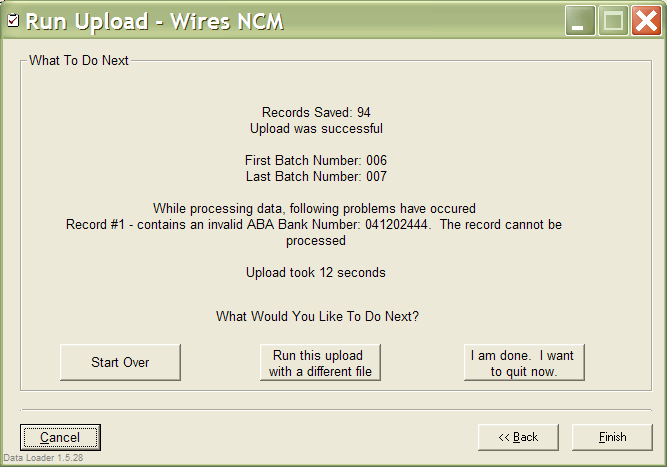 Run Upload - Wires NCM
What To Do Next
Records Saved: 94
Upload was successful
First Batch Number: 006
Last Batch Number: 007
While processing data, following problems have occured
Record #1 - contains an invalid ABA Bank Number: 041202444.  The record cannot be
processed
Upload took 12 seconds
What Would You Like To Do Next?
Start Over
Run this upload
with a different file
I am done.  I want
to quit now.
Cancel
<< Back
Finish
Data Loader 1.5.28